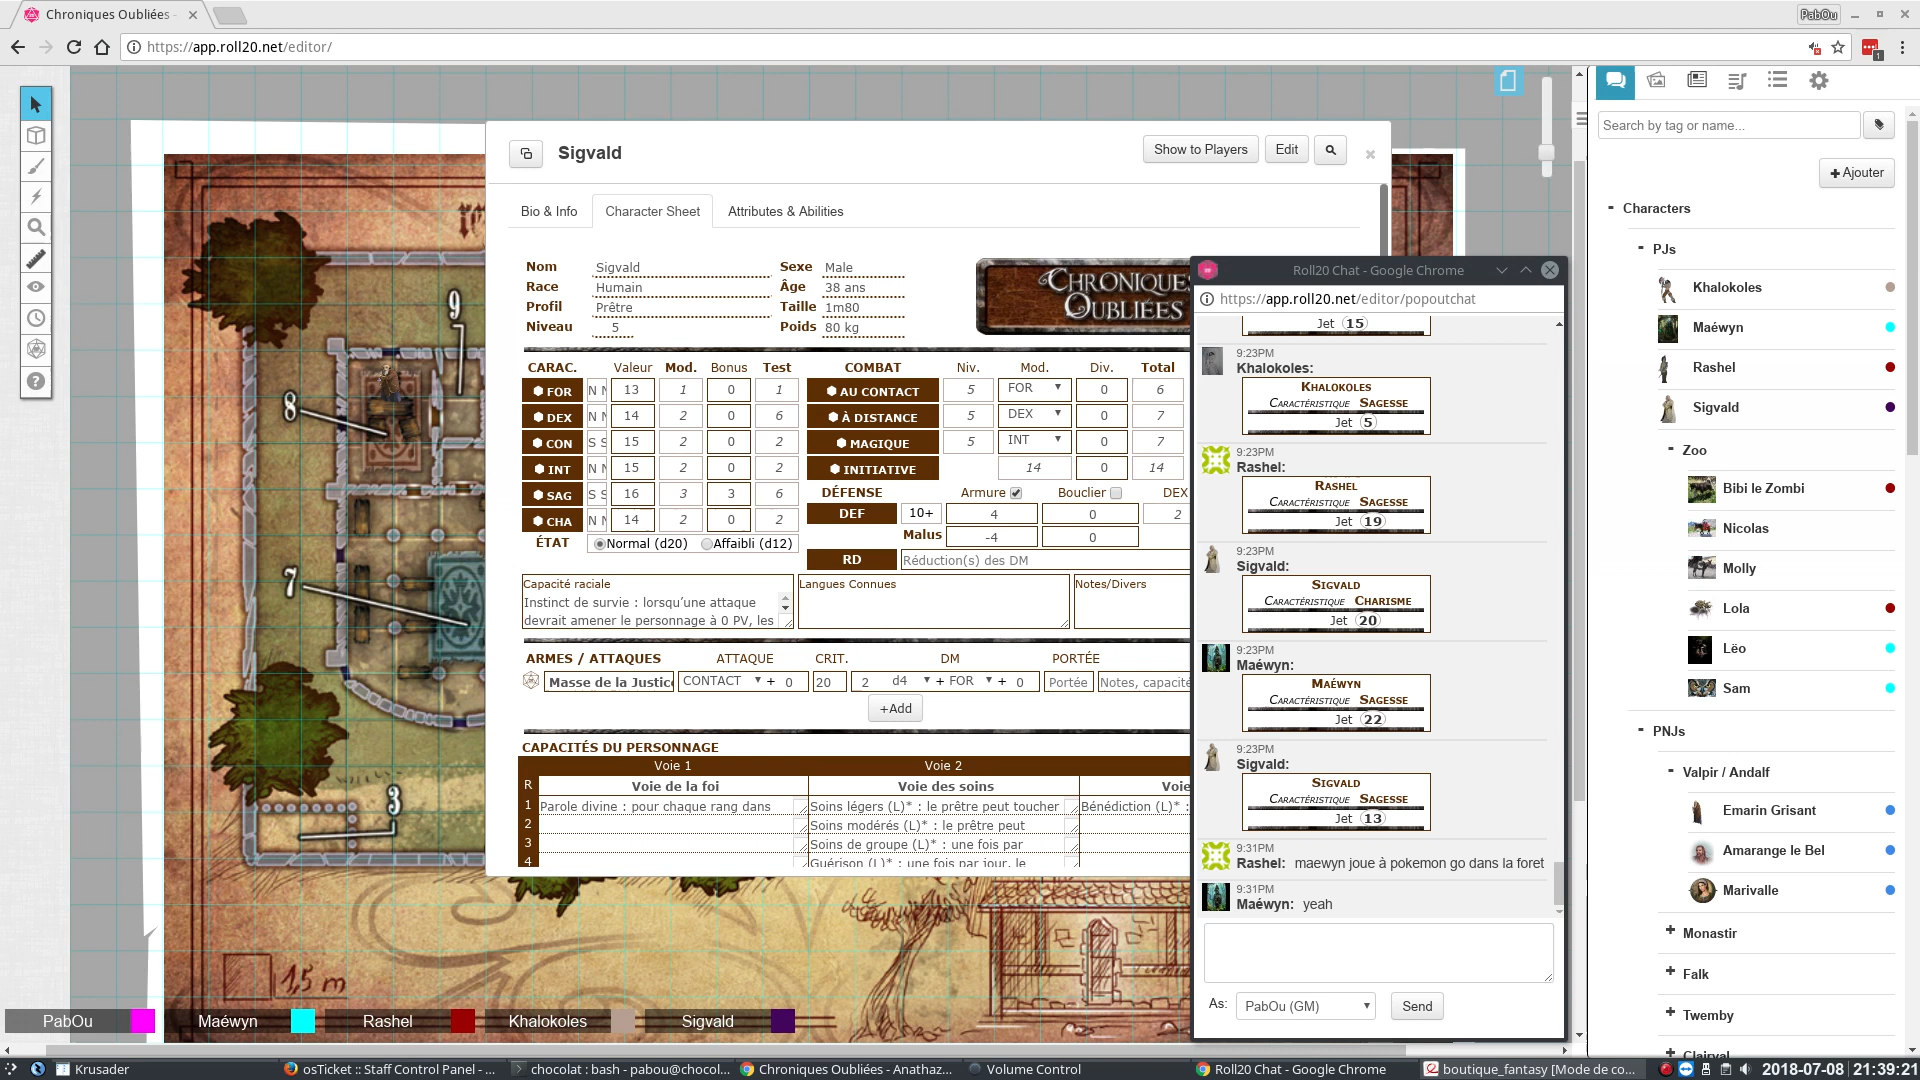 Chroniques Oubliées -
PabOu
https://app.roll20.net/editor/
1
Sigvald
Show to Players
Edit
Bio & Info
Character Sheet
Attributes & Abilities
Nom Sigvald Sexe Male
Race Humain Âge 38 ans
Profil Prêtre Taille 1m80
Niveau 5 Poids 80 kg
CHRONIQUES
OUBLIÉES
CARAC. Valeur Mod. Bonus Test
FOR N N 13 1 0 1
DEX N N 14 2 0 6
CON S S 15 2 0 2
INT N N 15 2 0 2
SAG S S 16 3 3 6
CHA N N 14 2 0 2
ÉTAT Normal (d20) Affaibli (d12)
COMBAT Niv. Mod. Div. Total
AU CONTACT 5 FOR 0 6
À DISTANCE 5 DEX 0 7
MAGIQUE 5 INT 0 7
INITIATIVE 14 0 14
DÉFENSE Armure Bouclier DEX
DEF 10+ 4 0 2
Malus -4 0
RD Réduction(s) des DM
Capacité raciale
Instinct de survie : lorsqu'une attaque
devrait amener le personnage à 0 PV, les
Langues Connues
Notes/Divers
ARMES / ATTAQUES ATTAQUE CRIT. DM PORTÉE
Masse de la Justic CONTACT + 0 20 2 d4 + FOR + 0 Portée Notes, capacité
+Add
CAPACITÉS DU PERSONNAGE
Voie 1 Voie 2
R Voie de la foi Voie des soins Voie
1 Parole divine : pour chaque rang dans Soins légers (L)* : le prêtre peut toucher Bénédiction (L)* :
2 Soins modérés (L)* : le prêtre peut
3 Soins de groupe (L)* : une fois par
4 Guérison (L)* : une fois par jour, le
9
8
7
3
1,5 m
Roll20 Chat - Google Chrome
https://app.roll20.net/editor/popoutchat
Jet 15
9:23PM
Khalokoles:
KHALOKOLES
CARACTÉRISTIQUE SAGESSE
Jet 5
9:23PM
Rashel:
RASHEL
CARACTÉRISTIQUE SAGESSE
Jet 19
9:23PM
Sigvald:
SIGVALD
CARACTÉRISTIQUE CHARISME
Jet 20
9:23PM
Maéwyn:
MAÉWYN
CARACTÉRISTIQUE SAGESSE
Jet 22
9:23PM
Sigvald:
SIGVALD
CARACTÉRISTIQUE SAGESSE
Jet 13
9:31PM
Rashel: maewyn joue à pokemon go dans la foret
9:31PM
Maéwyn: yeah
As: PabOu (GM) Send
Search by tag or name...
Ajouter
Characters
PJs
Khalokoles
Maéwyn
Rashel
Sigvald
Zoo
Bibi le Zombi
Nicolas
Molly
Lola
Lëo
Sam
PNJs
Valpir / Andalf
Emarin Grisant
Amarange le Bel
Marivalle
Monastir
Falk
Twemby
Clairval
PabOu Maéwyn Rashel Khalokoles Sigvald
Krusader
osTicket :: Staff Control Panel - ...
chocolat : bash - pabou@chocol...
Chroniques Oubliées - Anathaz...
Volume Control
Roll20 Chat - Google Chrome
boutique_fantasy [Mode de co...
2018-07-08 21:39:21